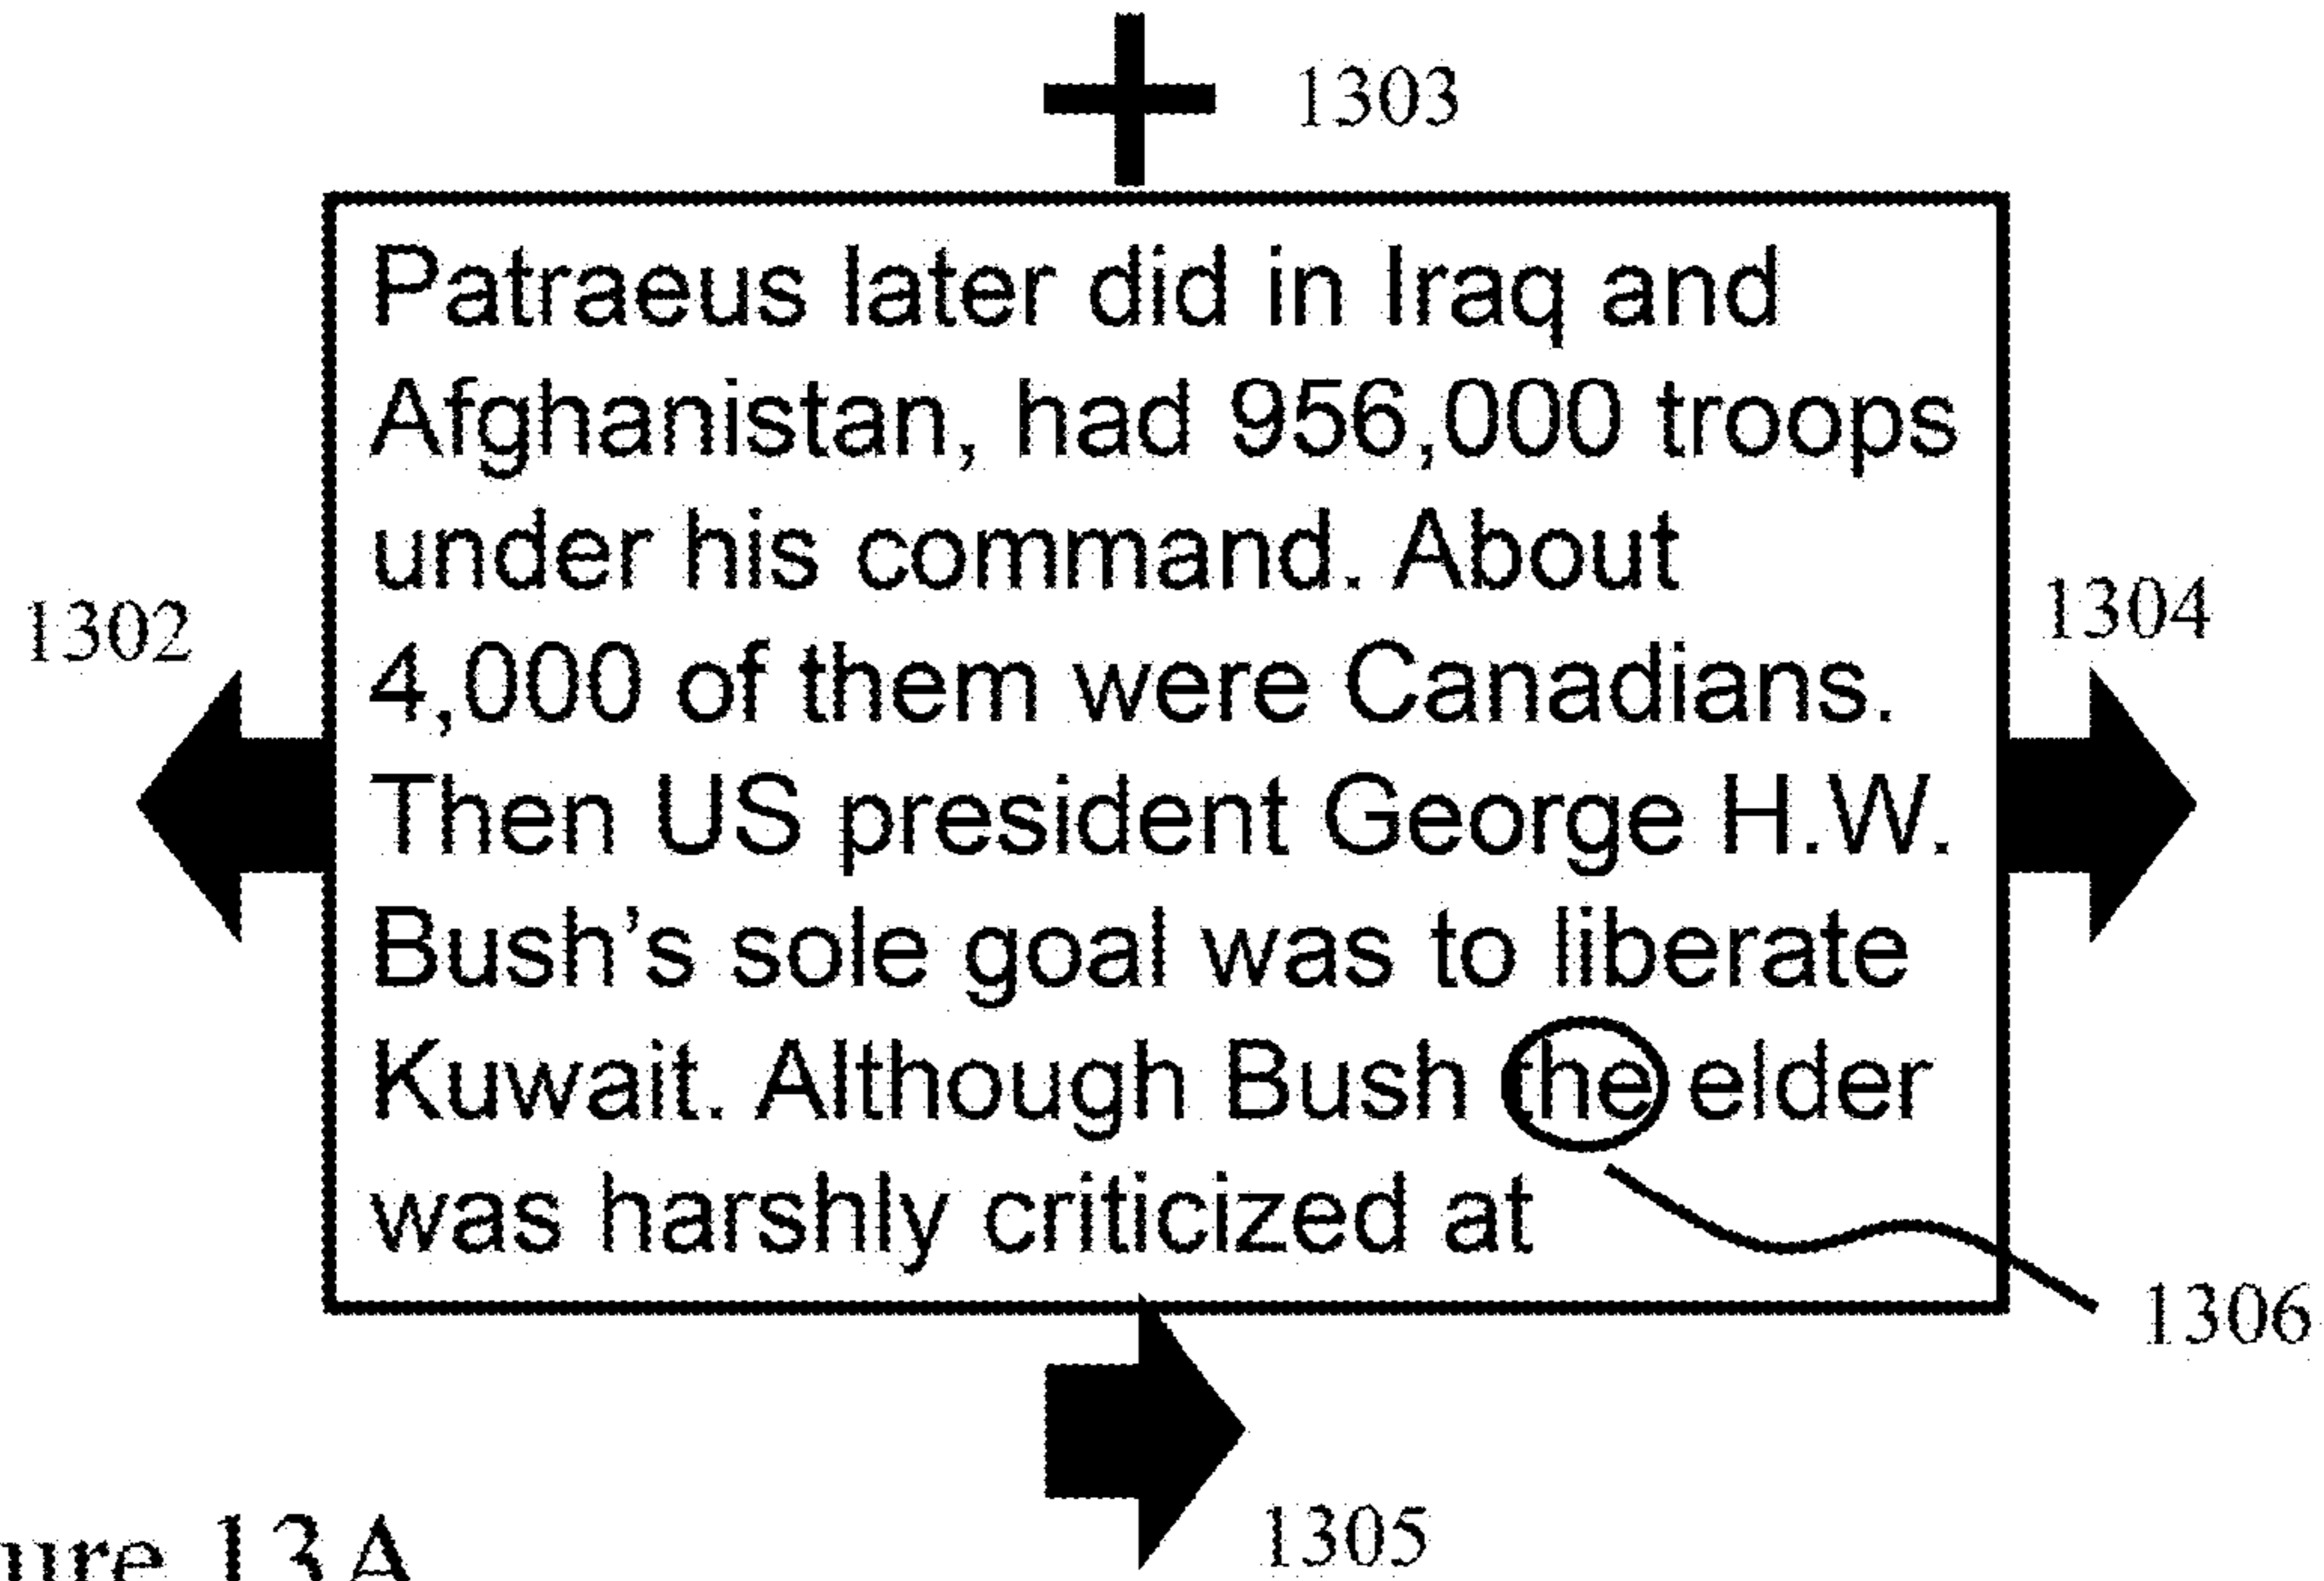 1303
Patraeus later did in Iraq and
Afghanistan, had 956,000 troops
under his command. About
1302
1304
4,000 of them were Canadians.
Then US president George H.W.
Bush’s sole goal was to liberate
Kuwait. Although Bush the elder
was harshly criticized at
1306
1305
13A